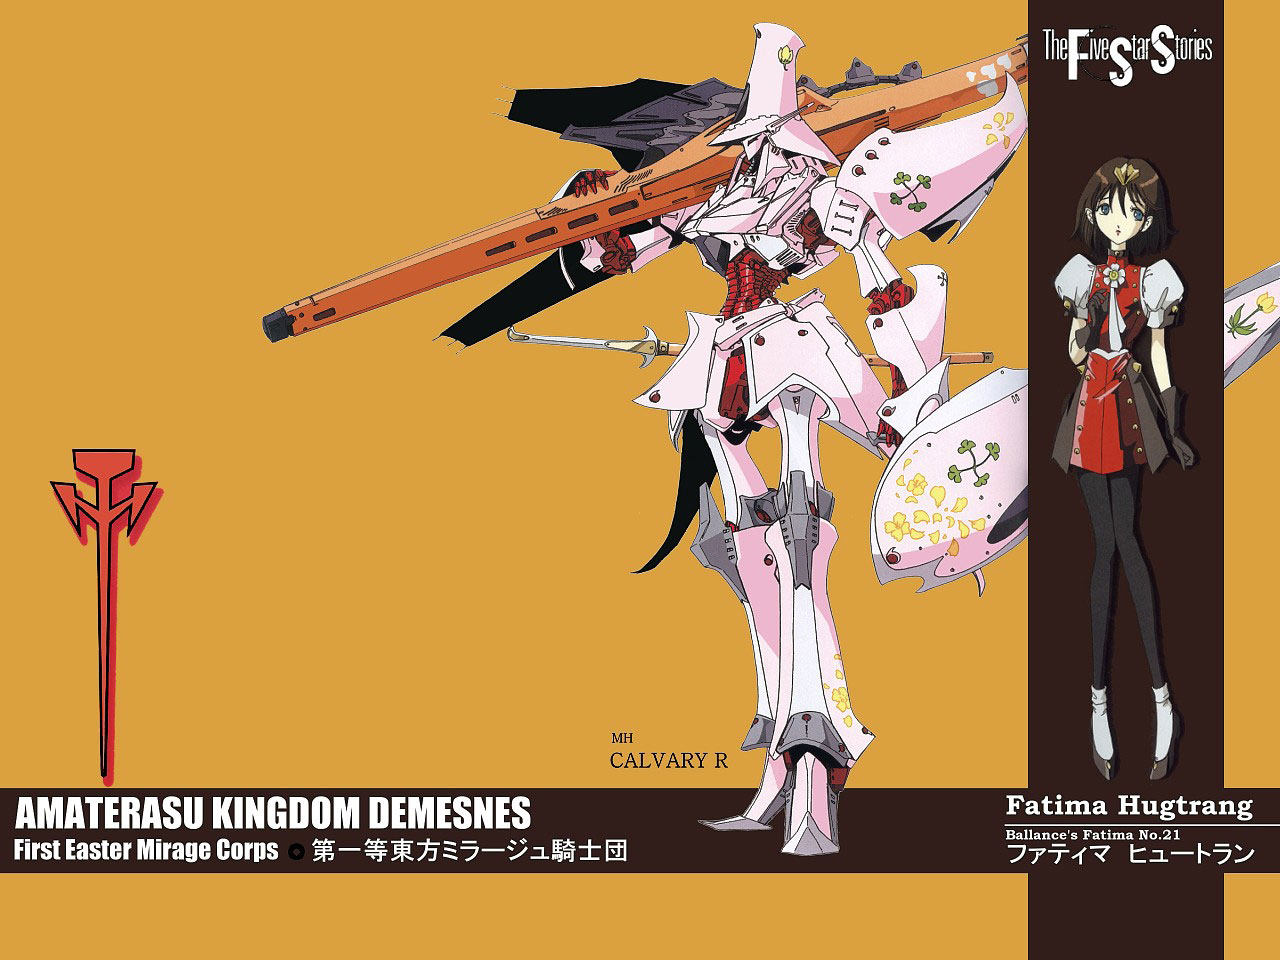 The Five Star Stories
MH
CALVARY R
AMATERASU KINGDOM DEMESNES
First Easter Mirage Corps 第一等東方ミラージュ騎士団
Fatima Hugtrang
Ballance's Fatima No.21
ファティマ ヒュートラン